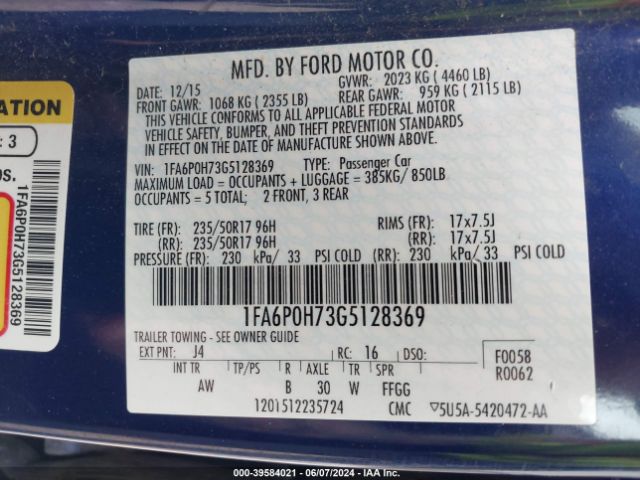 MFD. BY FORD MOTOR CO.
DATE: 12/15 GVWR: 2023 KG ( 4460 LB)
FRONT GAWR: 1068 KG ( 2355 LB) REAR GAWR: 959 KG ( 2115 LB)
THIS VEHICLE CONFORMS TO ALL APPLICABLE FEDERAL MOTOR
VEHICLE SAFETY, BUMPER, AND THEFT PREVENTION STANDARDS
IN EFFECT ON THE DATE OF MANUFACTURE SHOWN ABOVE.
VIN: 1FA6P0H73G5128369 TYPE: Passenger Car
MAXIMUM LOAD = OCCUPANTS + LUGGAGE = 385KG/ 850LB
OCCUPANTS = 5 TOTAL; 2 FRONT, 3 REAR
TIRE (FR): 235/50R17 96H RIMS (FR): 17x7.5J
(RR): 235/50R17 96H (RR): 17x7.5J
PRESSURE (FR): 230 kPa/ 33 PSI COLD (RR): 230 kPa/ 33 PSI COLD
1FA6P0H73G5128369
TRAILER TOWING - SEE OWNER GUIDE
EXT PNT: J4 RC: 16 DSO: F0058
INT TR TP/PS R AXLE TR SPR R0062
AW B 30 W FFGG
1201512235724 CMC 5U5A-5420472-AA
ATION
: 3
os.
1FA6P0H73G5128369
000-39584021 - 06/07/2024 - IAA Inc.